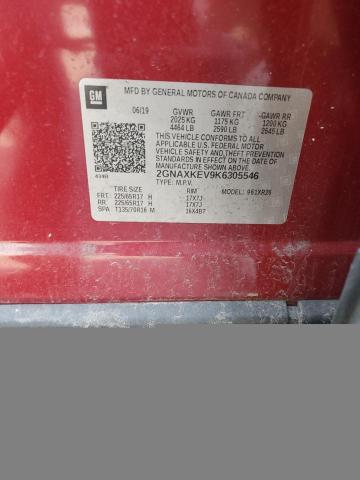 GM
MFD BY GENERAL MOTORS OF CANADA COMPANY
06/19 GVWR GAWR FRT GAWR RR
2025 KG 1175 KG 1200 KG
4464 LB 2590 LB 2645 LB
THIS VEHICLE CONFORMS TO ALL
APPLICABLE U.S. FEDERAL MOTOR
VEHICLE SAFETY AND THEFT
PREVENTION STANDARDS IN EFFECT
ON THE DATE OF MANUFACTURE
SHOWN ABOVE.
2GNAXKEV9K6305546
TYPE: M.P.V.
TIRE SIZE RIM MODEL: 961XR26
FRT 225/65R17 H 17X7J
RR 225/65R17 H 17X7J
SPA T135/70R16 M 16X4B7